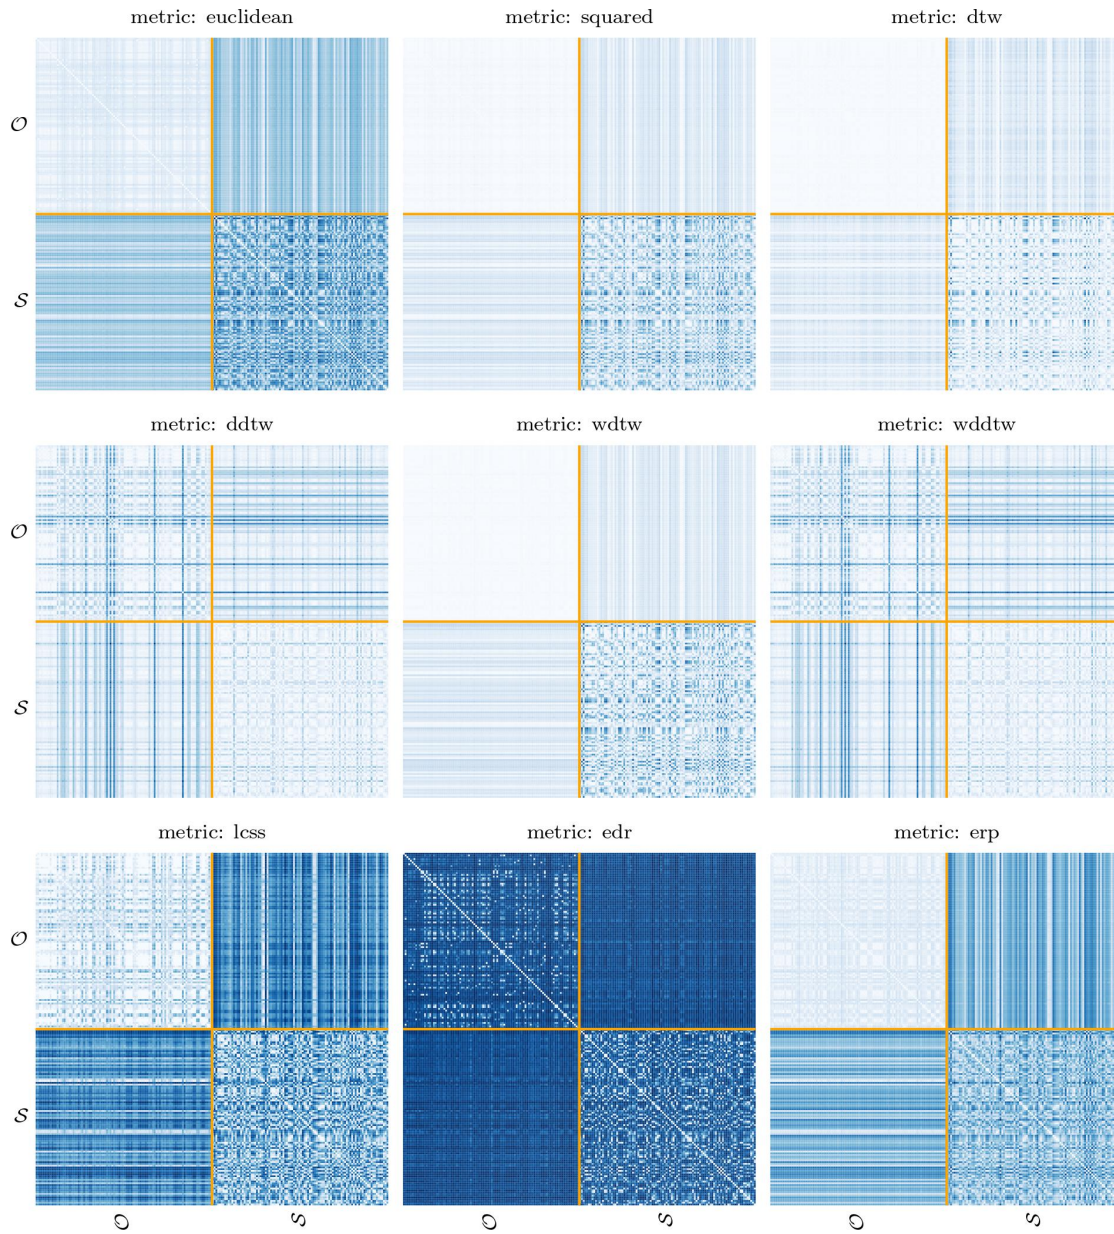 metric: euclidean metric: squared metric: dtw
𝒪
𝒮
metric: ddtw metric: wdtw metric: wddtw
𝒪
𝒮
metric: lcss metric: edr metric: erp
𝒪
𝒮
𝒪 𝒮 𝒪 𝒮 𝒪 𝒮